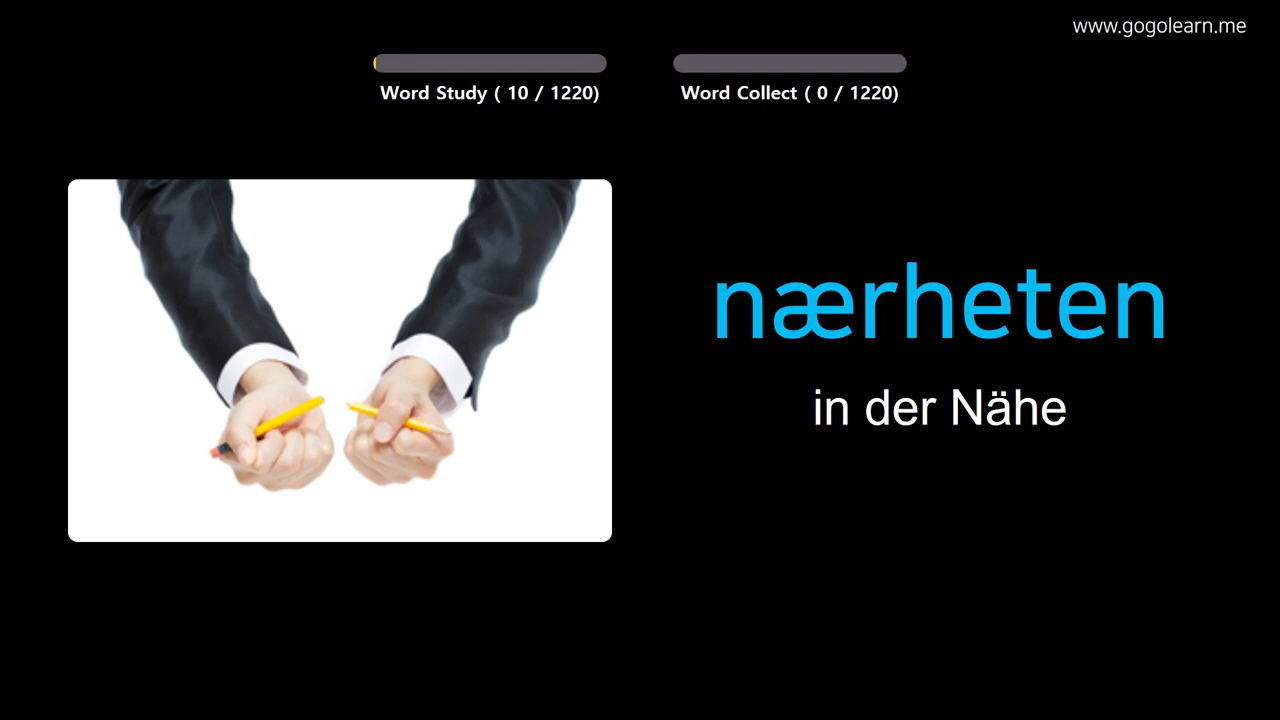 www.gogolearn.me
Word Study ( 10 / 1220)
Word Collect ( 0 / 1220)
nærheten
in der Nähe